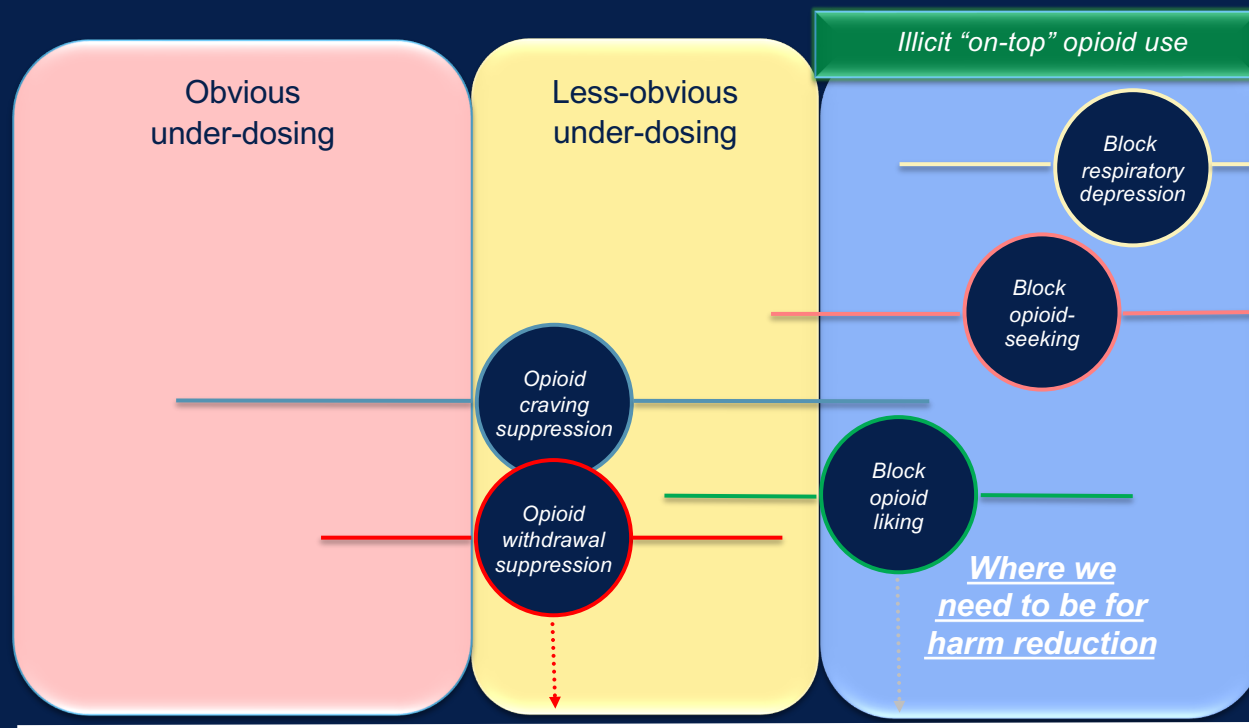 Illicit “on-top” opioid use
Obvious
under-dosing
Less-obvious
under-dosing
Block
respiratory
depression
Block
opioid-
seeking
Opioid
craving
suppression
Block
opioid
liking
Opioid
withdrawal
suppression
Where we
need to be for
harm reduction